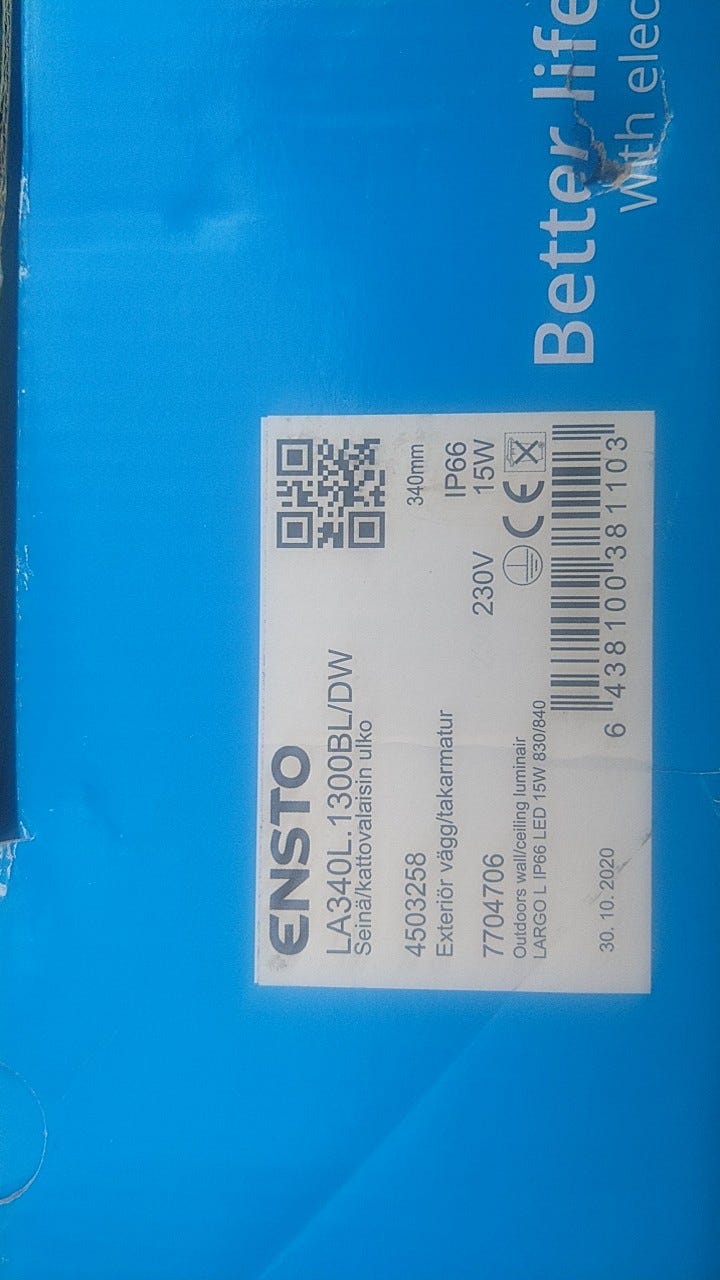 Better life
With elec
ENSTO
LA340L.1300BL/DW
Seinä/kattovalaisin ulko
340mm
4503258
Exteriör vägg/takarmatur
IP66
230V 15W
7704706
Outdoors wall/ceiling luminair
LARGO L IP66 LED 15W 830/840
CE
30. 10. 2020
6 438100 381103